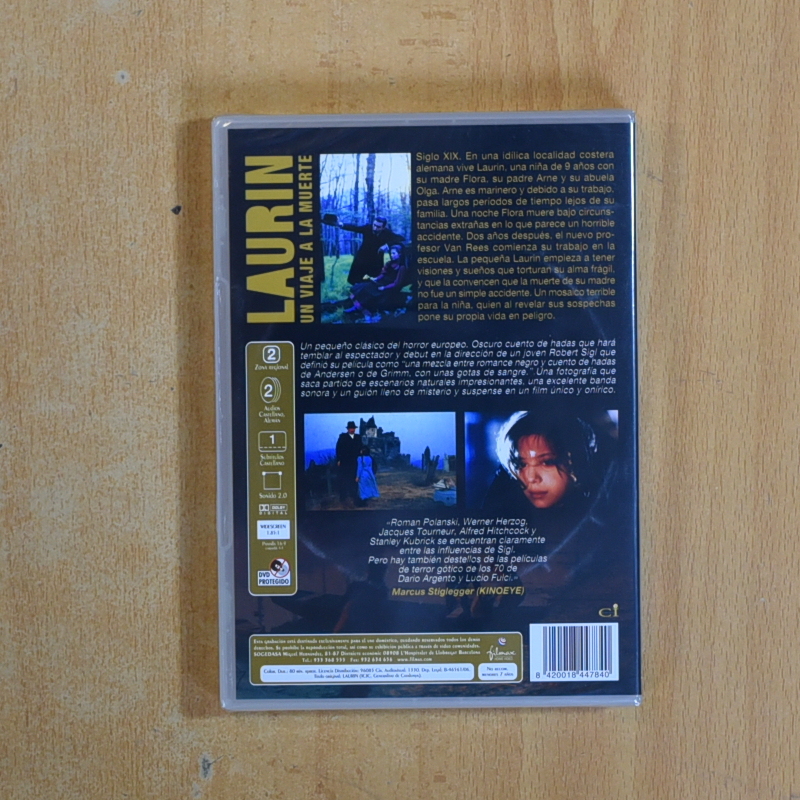 LAURIN
UN VIAJE A LA MUERTE
Siglo XIX. En una idílica localidad costera
alemana vive Laurin, una niña de 9 años con
su madre Flora, su padre Arne y su abuela
Olga. Arne es marinero y debido a su trabajo,
pasa largos periodos de tiempo lejos de su
familia. Una noche Flora muere bajo circuns-
tancias extrañas en lo que parece un horrible
accidente. Dos años después, el nuevo pro-
fesor Van Rees comienza su trabajo en la
escuela. La pequeña Laurin empieza a tener
visiones y sueños que torturan su alma frágil,
y que la convencen que la muerte de su madre
no fue un simple accidente. Un mosaico terrible
para la niña, quien al revelar sus sospechas
pone su propia vida en peligro.
Un pequeño clásico del horror europeo. Oscuro cuento de hadas que hará
temblar al espectador y debut en la dirección de un joven Robert Sigl que
definió su película como "una mezcla entre romance negro y cuento de hadas
de Andersen o de Grimm, con unas gotas de sangre." Una fotografía que
saca partido de escenarios naturales impresionantes, una excelente banda
sonora y un guión lleno de misterio y suspense en un film único y onírico.
2
Zona regional
2
Audios
Castellano,
Alemán
1
Subtítulos
Castellano
Sonido 2.0
DOLBY
DIGITAL
WIDESCREEN
1.85:1
DVD
PROTEGIDO
«Roman Polanski, Werner Herzog,
Jacques Tourneur, Alfred Hitchcock y
Stanley Kubrick se encuentran claramente
entre las influencias de Sigl.
Pero hay también destellos de las películas
de terror gótico de los 70 de
Dario Argento y Lucio Fulci.»
Marcus Stiglegger (KINOEYE)
filmax
8 420018 447840